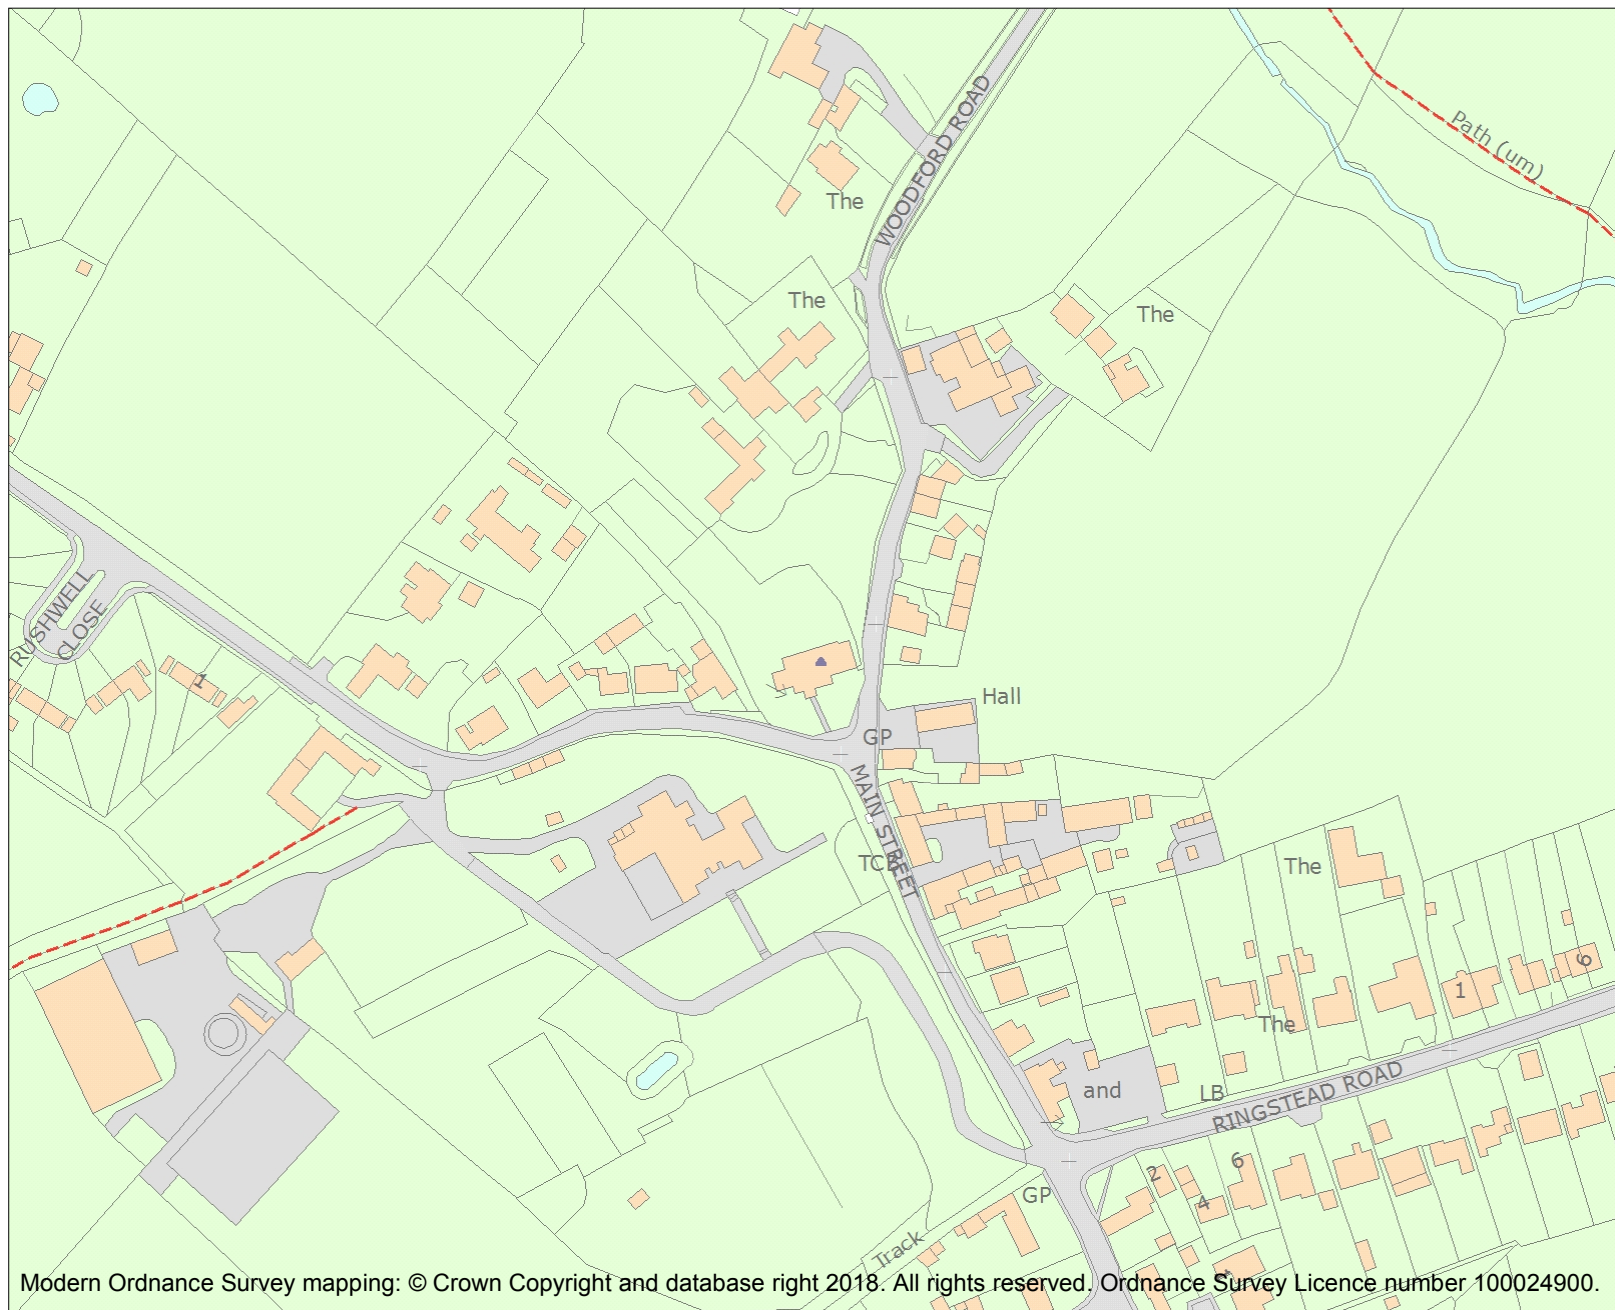 WOODFORD ROAD
Path (um)
The
The
The
RUSHWELL
CLOSE
1
Hall
GP
MAIN STREET
TCB
The
6
1
The
and
LB
RINGSTEAD ROAD
2
6
4
GP
Track
Modern Ordnance Survey mapping: © Crown Copyright and database right 2018. All rights reserved. Ordnance Survey Licence number 100024900.